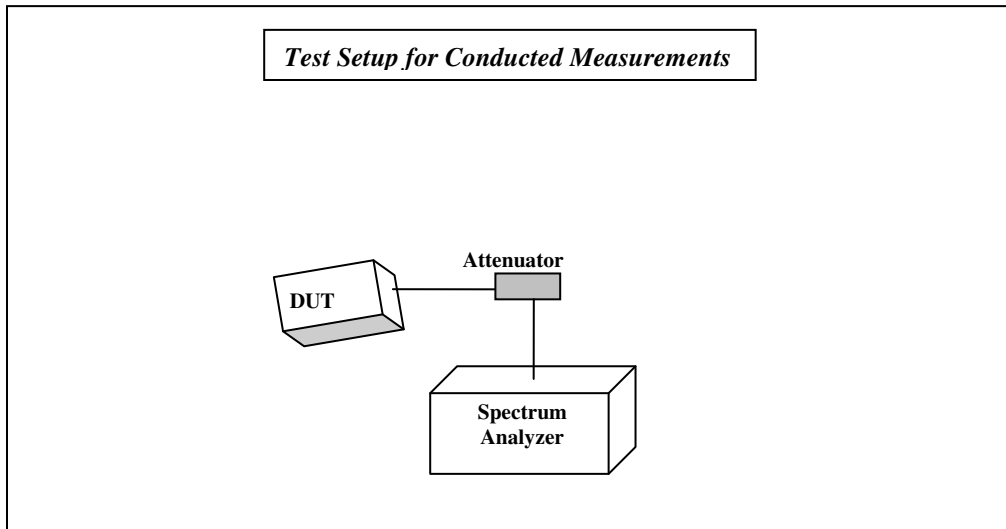 Test Setup for Conducted Measurements
Attenuator
DUT
Spectrum
Analyzer